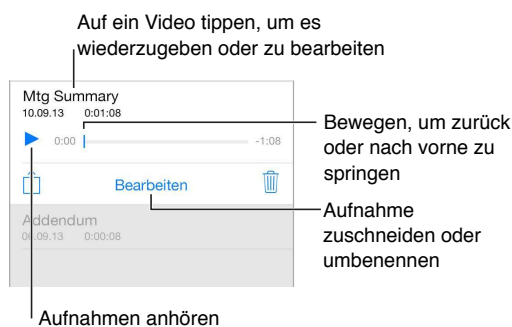 Auf ein Video tippen, um es
wiederzugeben oder zu bearbeiten
Mtg Summary
10.09.13 0:01:08
0:00 -1:08
Bearbeiten
Addendum
06.09.13 0:00:08
Bewegen, um zurück
oder nach vorne zu
springen
Aufnahme
zuschneiden oder
umbenennen
Aufnahmen anhören